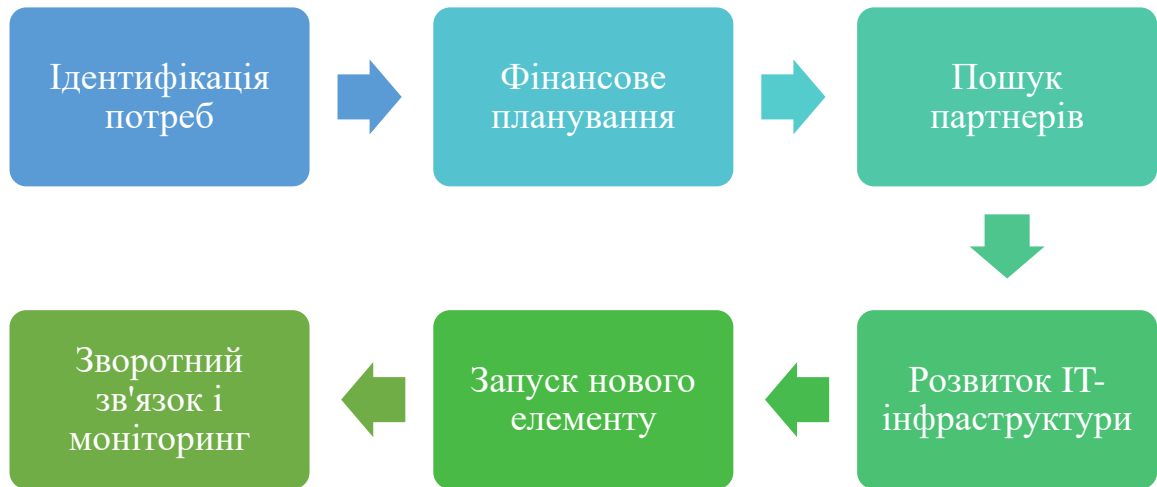 Ідентифікація
потреб
Фінансове
планування
Пошук
партнерів
Розвиток ІТ-
інфраструктури
Запуск нового
елементу
Зворотний
зв'язок і
моніторинг